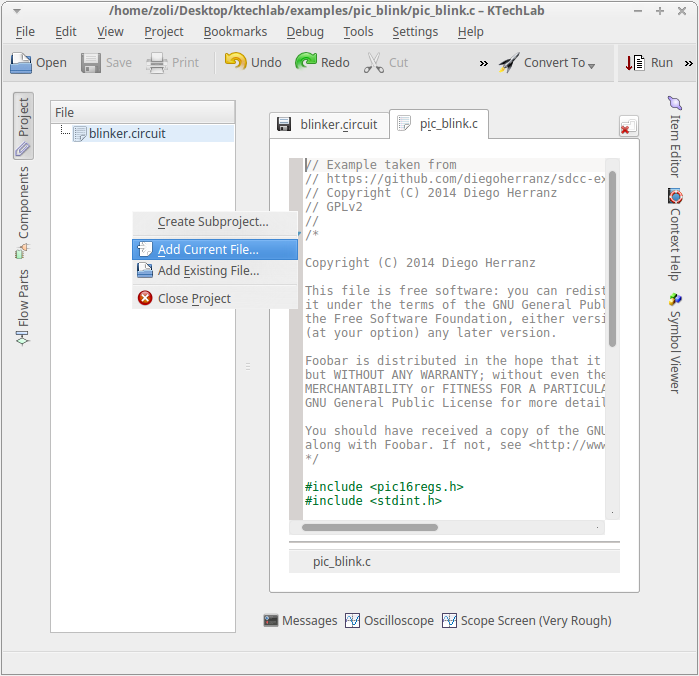 /home/zoli/Desktop/ktechlab/examples/pic_blink/pic_blink.c – KTechLab
File Edit View Project Bookmarks Debug Tools Settings Help
Open Save Print Undo Redo Cut » Convert To Run »
Project
Components
Flow Parts
File
blinker.circuit
Create Subproject...
Add Current File...
Add Existing File...
Close Project
blinker.circuit pic_blink.c
// Example taken from
// https://github.com/diegoherranz/sdcc-ex
// Copyright (C) 2014 Diego Herranz
// GPLv2
//
/*
Copyright (C) 2014 Diego Herranz
This file is free software: you can redist
it under the terms of the GNU General Publ
the Free Software Foundation, either versi
(at your option) any later version.
Foobar is distributed in the hope that it
but WITHOUT ANY WARRANTY; without even the
MERCHANTABILITY or FITNESS FOR A PARTICULA
GNU General Public License for more detail
You should have received a copy of the GNU
along with Foobar. If not, see <http://www
*/
#include <pic16regs.h>
#include <stdint.h>
pic_blink.c
Item Editor
Context Help
Symbol Viewer
Messages Oscilloscope Scope Screen (Very Rough)